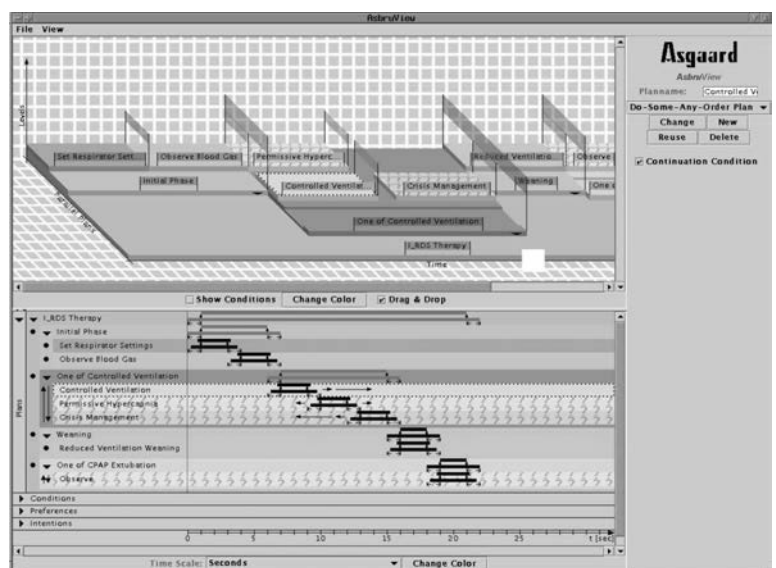 AsbruView
File View
Levels
Set Respirator Sett...
Observe Blood Gas
Permissive Hyperc...
Reduced Ventilatio...
Observe
Initial Phase
Controlled Ventilat...
Crisis Management
Weaning
One o
One of Controlled Ventilation
Parallel Plans
I_RDS Therapy
Time
Show Conditions Change Color Drag & Drop
Asgaard
AsbruView
Planname: Controlled V
Do-Some-Any-Order Plan
Change New
Reuse Delete
Continuation Condition
Plans
I_RDS Therapy
Initial Phase
Set Respirator Settings
Observe Blood Gas
One of Controlled Ventilation
Controlled Ventilation
Permissive Hypercapnia
Crisis Management
Weaning
Reduced Ventilation Weaning
One of CPAP Extubation
Observe
Conditions
Preferences
Intentions
0 5 10 15 20 25 t [sec]
Time Scale: Seconds Change Color